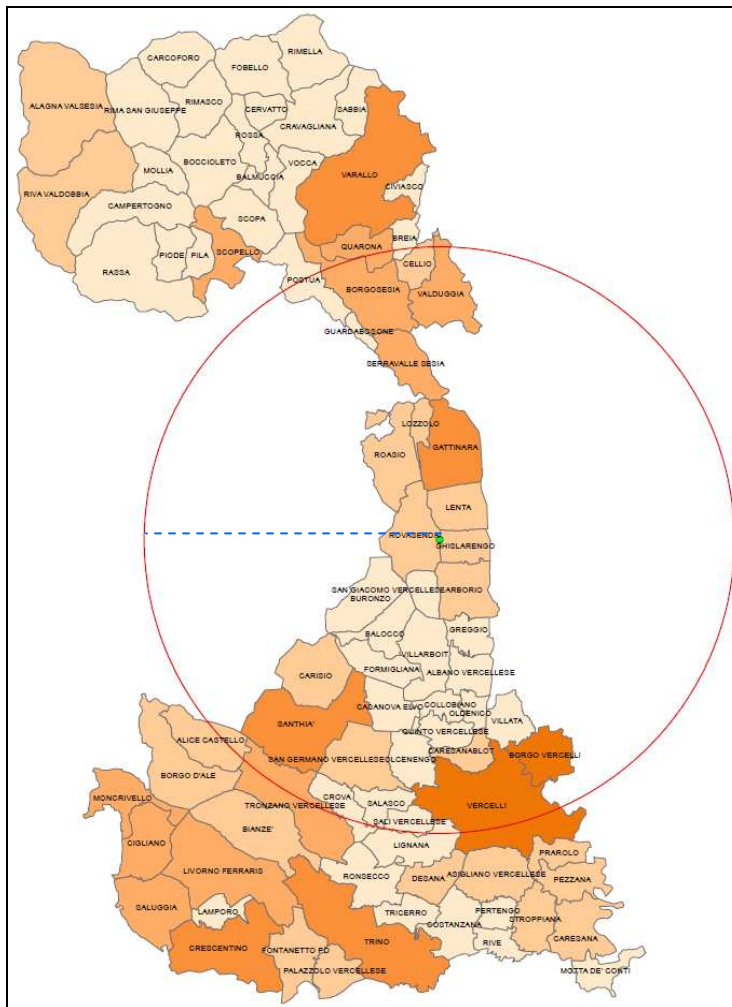 RIMELLA
CARCOFORO
FOBELLO
ALAGNA VALSESIA
RIMA SAN GIUSEPPE
RIMASCO
CERVATTO
SABBIA
CRAVAGLIANA
ROSSA
BOCCIOLETO
VOCCA
MOLLIA
BALMUCCIA
VARALLO
CIVIASCO
RIVA VALDOBBIA
CAMPERTOGNO
SCOPA
BREIA
QUARONA
RASSA
PIODE
PILA
SCOPELLO
CELLIO
POSTUA
BORGOSESIA
VALDUGGIA
GUARDABOSONE
SERRAVALLE SESIA
LOZZOLO
GATTINARA
ROASIO
LENTA
ROVASENDA
GHISLARENGO
SAN GIACOMO VERCELLESE
ARBORIO
BURONZO
GREGGIO
BALOCCO
VILLARBOIT
FORMIGLIANA
ALBANO VERCELLESE
CARISIO
CASANOVA ELVO
COLLOBIANO
OLDENICO
VILLATA
SANTHIA'
QUINTO VERCELLESE
ALICE CASTELLO
CARESANABLOT
BORGO VERCELLI
SAN GERMANO VERCELLESE
OLCENENGO
BORGO D'ALE
MONCRIVELLO
CROVA
TRONZANO VERCELLESE
SALASCO
VERCELLI
SALI VERCELLESE
BIANZE'
CIGLIANO
LIGNANA
PRAROLO
LIVORNO FERRARIS
RONSECCO
DESANA
ASIGLIANO VERCELLESE
PEZZANA
SALUGGIA
LAMPORO
TRICERRO
PERTENGO
COSTANZANA
STROPPIANA
CRESCENTINO
FONTANETTO PO
TRINO
RIVE
CARESANA
PALAZZOLO VERCELLESE
MOTTA DE' CONTI